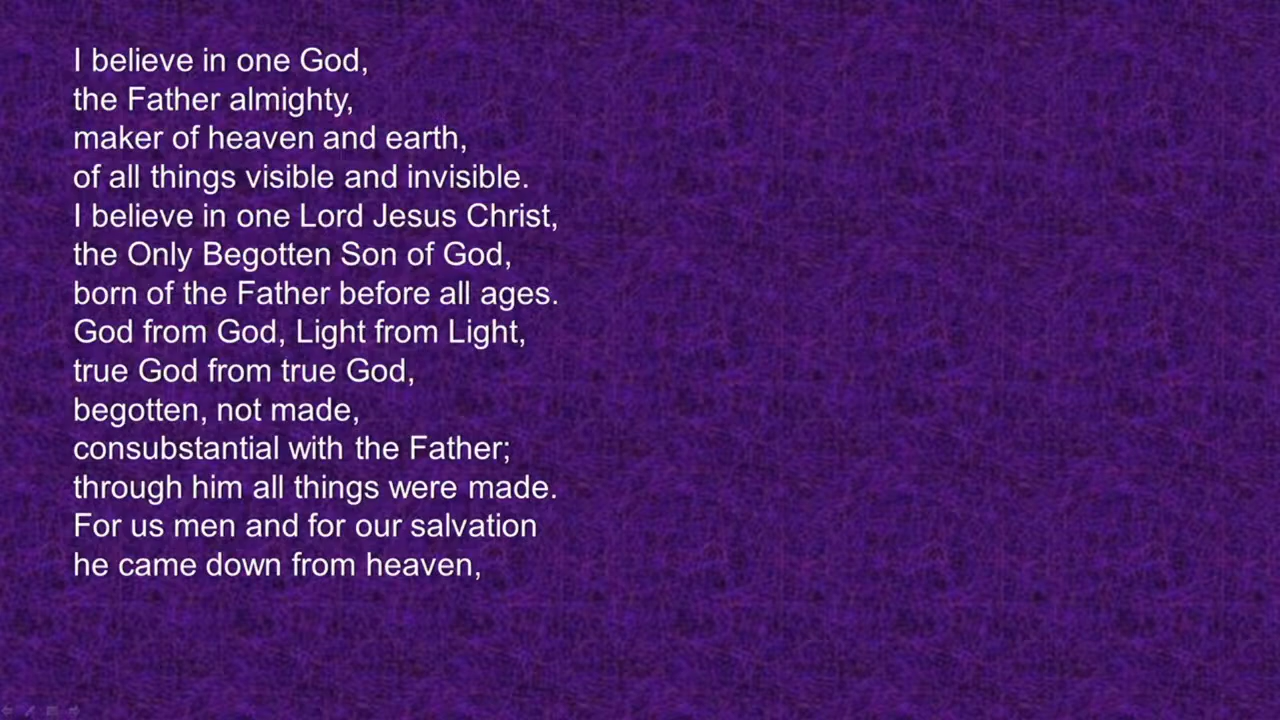 I believe in one God,
the Father almighty,
maker of heaven and earth,
of all things visible and invisible.
I believe in one Lord Jesus Christ,
the Only Begotten Son of God,
born of the Father before all ages.
God from God, Light from Light,
true God from true God,
begotten, not made,
consubstantial with the Father;
through him all things were made.
For us men and for our salvation
he came down from heaven,